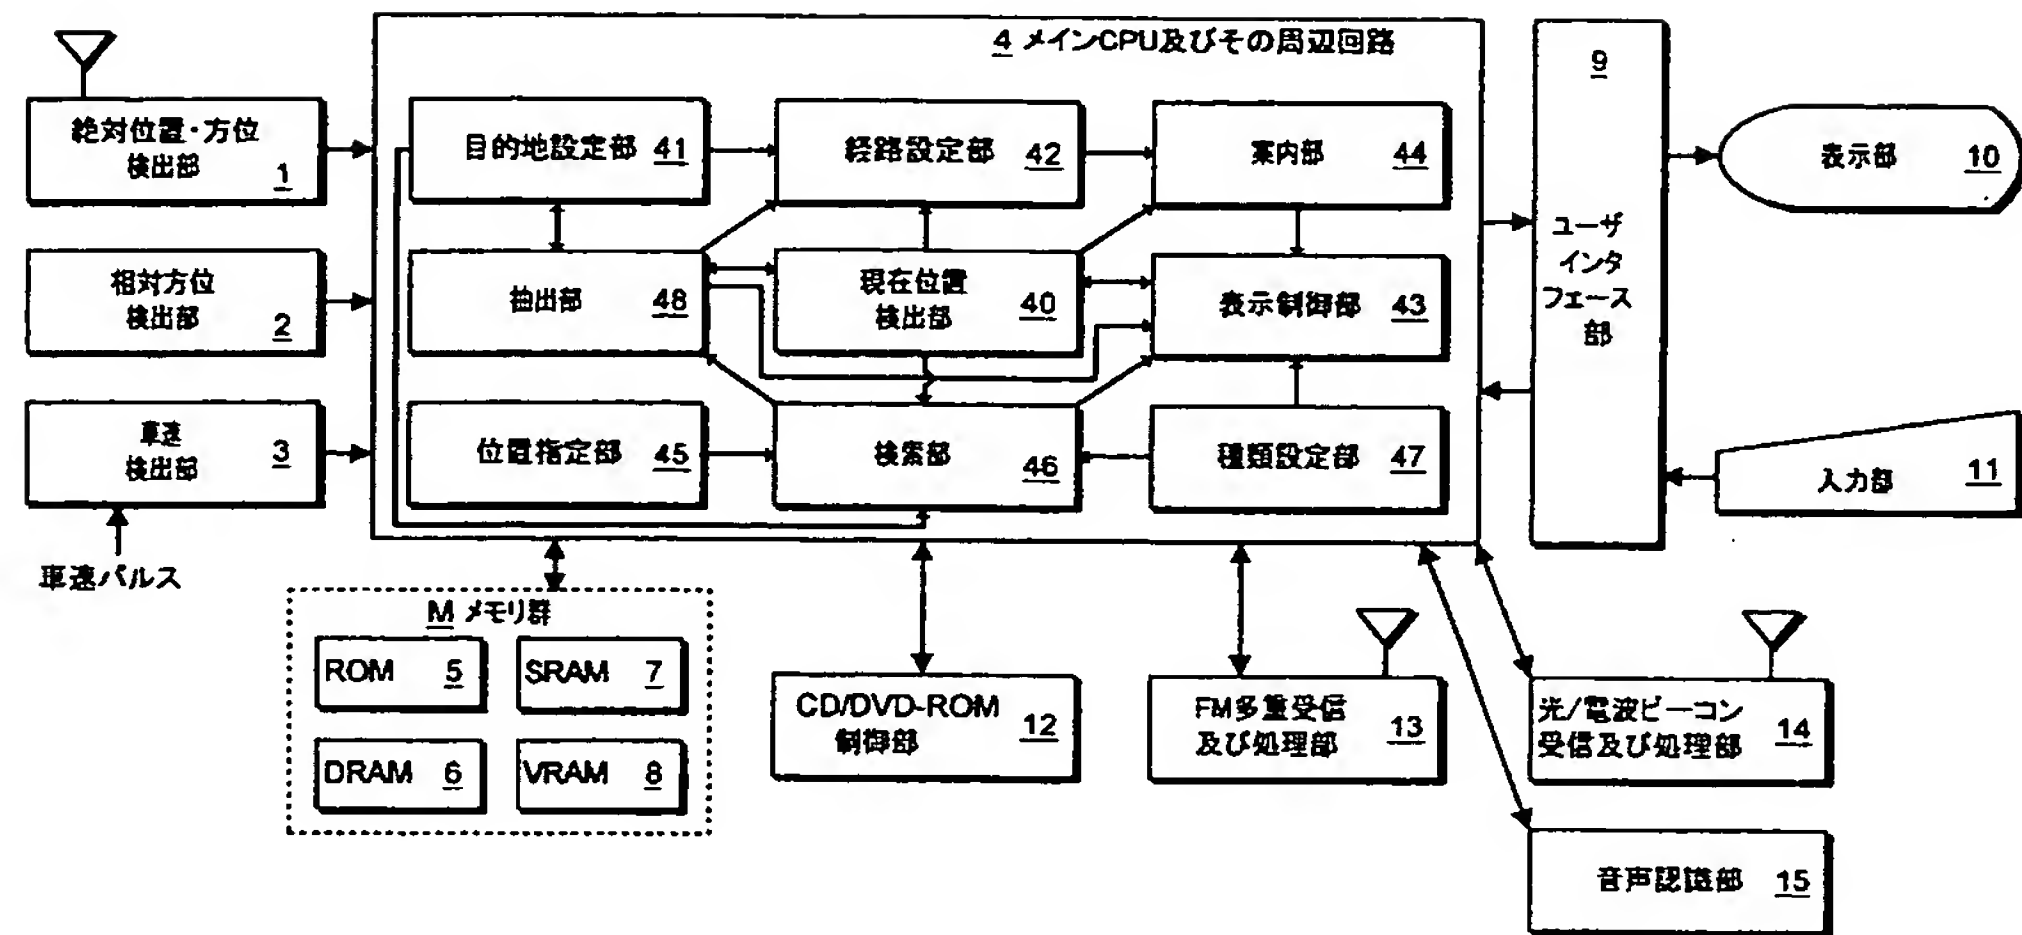 4 メインCPU及びその周辺回路
絶対位置・方位
検出部 1
相対方位
検出部 2
車速
検出部 3
車速パルス
目的地設定部 41
経路設定部 42
案内部 44
抽出部 48
現在位置
検出部 40
表示制御部 43
位置指定部 45
検索部 46
種類設定部 47
9
ユーザ
インタ
フェース
部
表示部 10
入力部 11
M メモリ群
ROM 5
SRAM 7
DRAM 6
VRAM 8
CD/DVD-ROM
制御部 12
FM多重受信
及び処理部 13
光/電波ビーコン
受信及び処理部 14
音声認識部 15